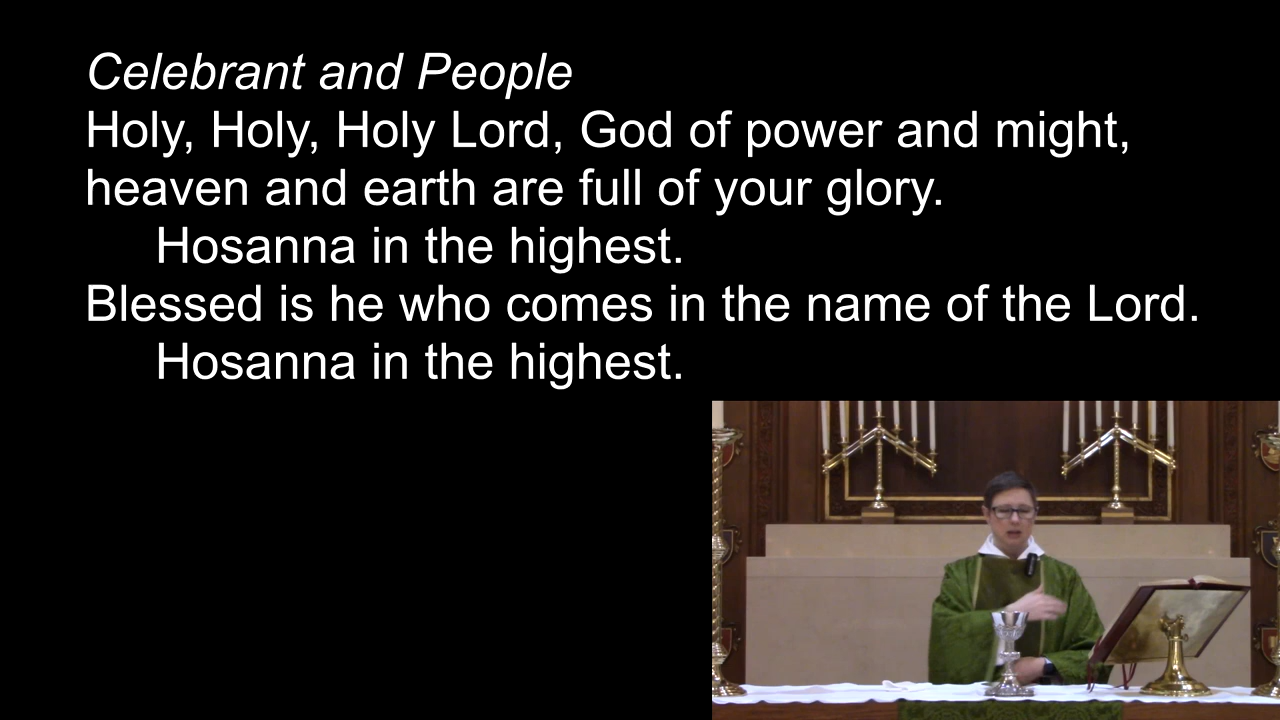 Celebrant and People
Holy, Holy, Holy Lord, God of power and might,
heaven and earth are full of your glory.
Hosanna in the highest.
Blessed is he who comes in the name of the Lord.
Hosanna in the highest.